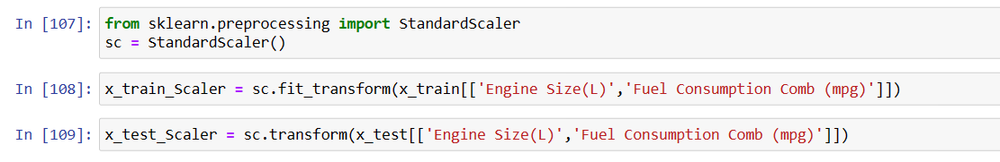 In [107]: from sklearn.preprocessing import StandardScaler
sc = StandardScaler()
In [108]: x_train_Scaler = sc.fit_transform(x_train[['Engine Size(L)','Fuel Consumption Comb (mpg)']])
In [109]: x_test_Scaler = sc.transform(x_test[['Engine Size(L)','Fuel Consumption Comb (mpg)']])